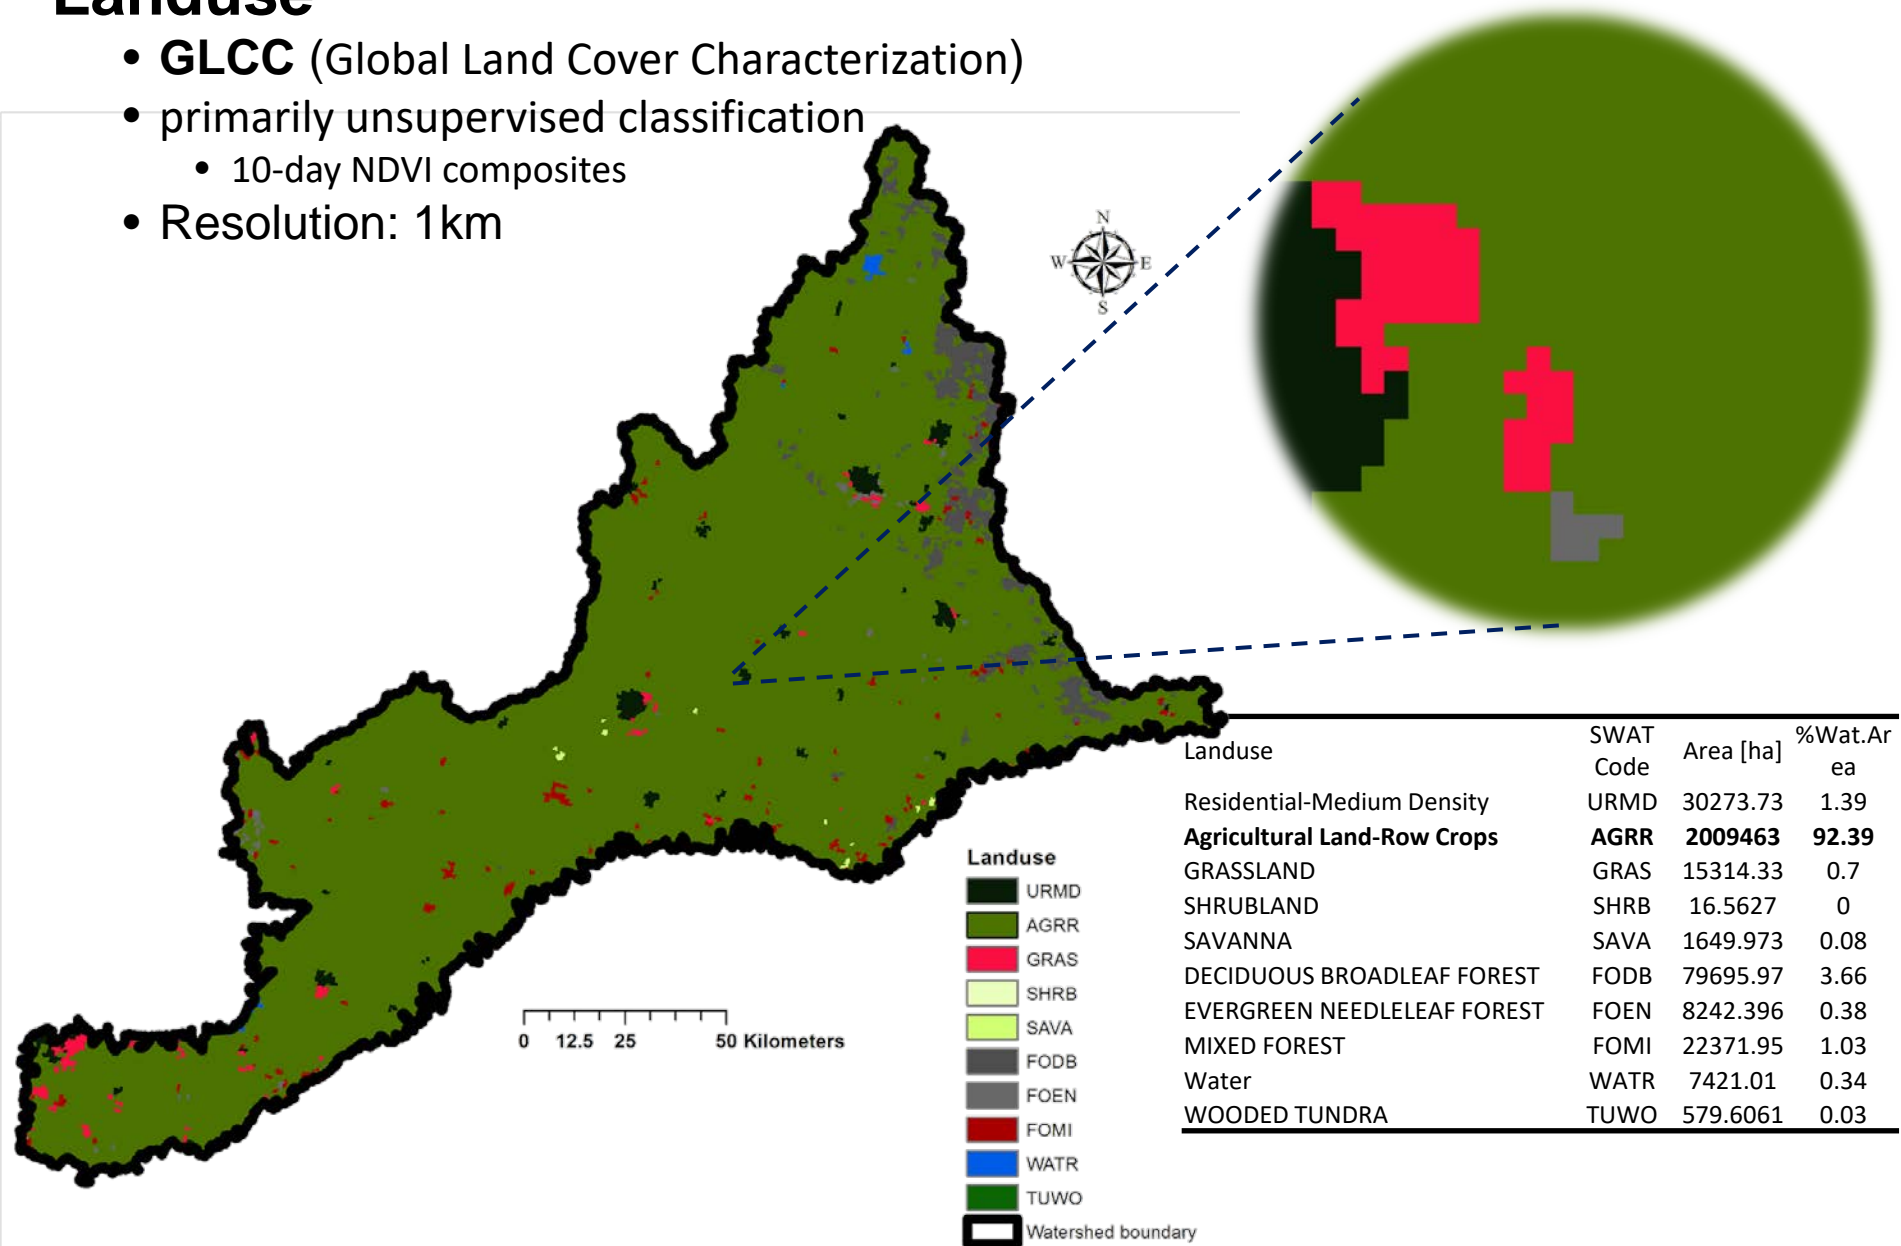 Landuse
• GLCC (Global Land Cover Characterization)
• primarily unsupervised classification
• 10-day NDVI composites
• Resolution: 1km
N
W E
S
Landuse SWAT Code Area [ha] %Wat.Ar ea
Residential-Medium Density URMD 30273.73 1.39
Agricultural Land-Row Crops AGRR 2009463 92.39
GRASSLAND GRAS 15314.33 0.7
SHRUBLAND SHRB 16.5627 0
SAVANNA SAVA 1649.973 0.08
DECIDUOUS BROADLEAF FOREST FODB 79695.97 3.66
EVERGREEN NEEDLELEAF FOREST FOEN 8242.396 0.38
MIXED FOREST FOMI 22371.95 1.03
Water WATR 7421.01 0.34
WOODED TUNDRA TUWO 579.6061 0.03
Landuse
URMD
AGRR
GRAS
SHRB
SAVA
FODB
FOEN
FOMI
WATR
TUWO
Watershed boundary
0 12.5 25 50 Kilometers